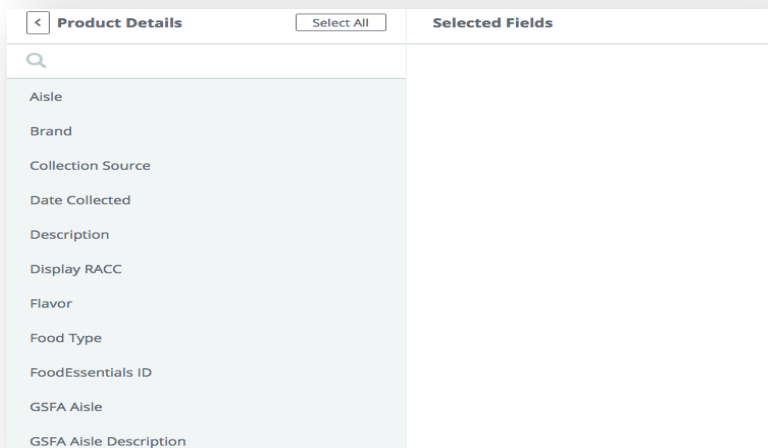 Product Details
Select All
Selected Fields
Aisle
Brand
Collection Source
Date Collected
Description
Display RACC
Flavor
Food Type
FoodEssentials ID
GSFA Aisle
GSFA Aisle Description